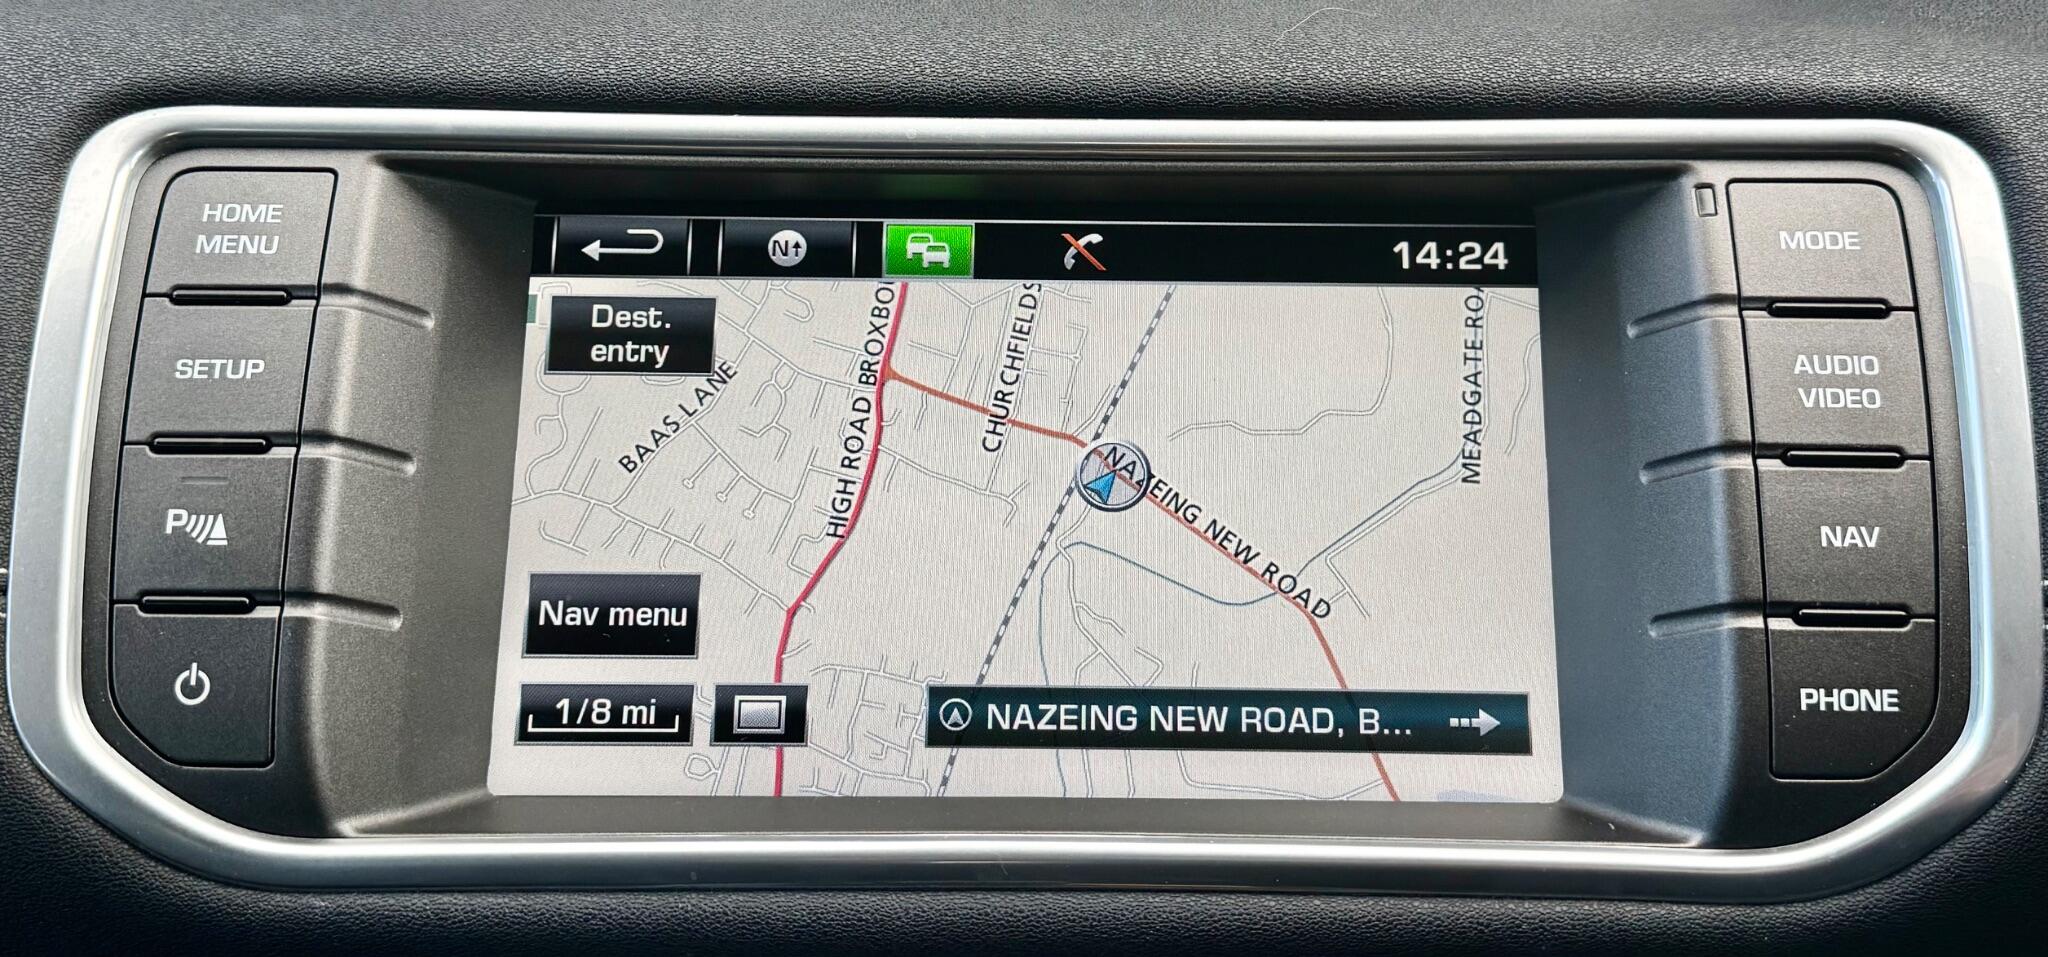 HOME
MENU
SETUP
P
N
14:24
Dest.
entry
BAAS LANE
HIGH ROAD BROXBOU
CHURCHFIELDS
NAZEING NEW ROAD
MEADGATE ROA
Nav menu
1/8 mi
NAZEING NEW ROAD, B...
MODE
AUDIO
VIDEO
NAV
PHONE